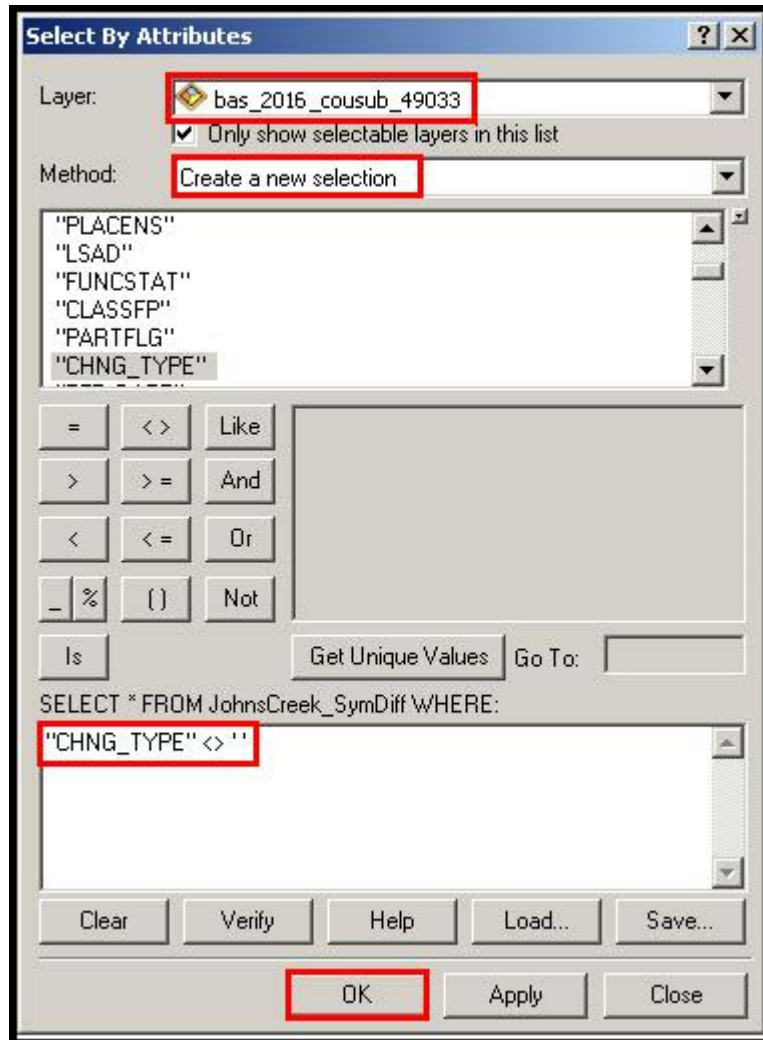 Select By Attributes ? ×
Layer: bas_2016_cousub_49033
Only show selectable layers in this list
Method: Create a new selection
"PLACENS"
"LSAD"
"FUNCSTAT"
"CLASSFP"
"PARTFLG"
"CHNG_TYPE"
= < > Like
> > = And
< < = Or
_ % ( ) Not
Is Get Unique Values Go To:
SELECT * FROM JohnsCreek_SymDiff WHERE:
"CHNG_TYPE" <> ' '
Clear Verify Help Load... Save...
OK Apply Close